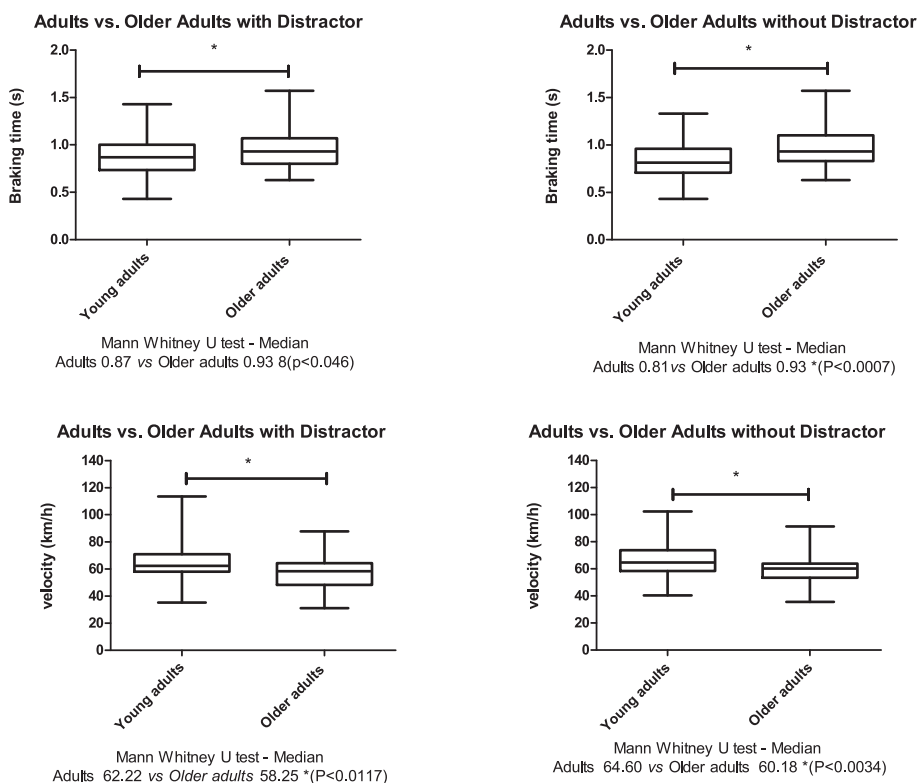 Adults vs. Older Adults with Distractor
Braking time (s)
2.0
1.5
1.0
0.5
0.0
*
Young adults
Older adults
Mann Whitney U test - Median
Adults 0.87 vs Older adults 0.93 8(p<0.046)
Adults vs. Older Adults without Distractor
Braking time (s)
2.0
1.5
1.0
0.5
0.0
*
Young adults
Older adults
Mann Whitney U test - Median
Adults 0.81 vs Older adults 0.93 *(P<0.0007)
Adults vs. Older Adults with Distractor
velocity (km/h)
140
120
100
80
60
40
20
0
*
Young adults
Older adults
Mann Whitney U test - Median
Adults 62.22 vs Older adults 58.25 *(P<0.0117)
Adults vs. Older Adults without Distractor
velocity (km/h)
140
120
100
80
60
40
20
0
*
Young adults
Older adults
Mann Whitney U test - Median
Adults 64.60 vs Older adults 60.18 *(P<0.0034)